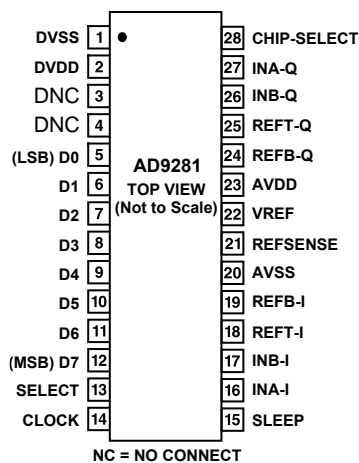 DVSS 1 28 CHIP-SELECT
DVDD 2 27 INA-Q
DNC 3 26 INB-Q
DNC 4 25 REFT-Q
(LSB) D0 5 24 REFB-Q
AD9281
D1 6 23 AVDD
TOP VIEW
D2 7 22 VREF
(Not to Scale)
D3 8 21 REFSENSE
D4 9 20 AVSS
D5 10 19 REFB-I
D6 11 18 REFT-I
(MSB) D7 12 17 INB-I
SELECT 13 16 INA-I
CLOCK 14 15 SLEEP
NC = NO CONNECT